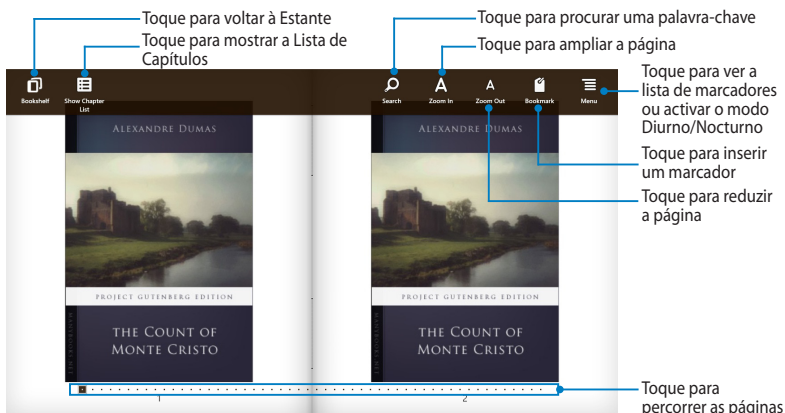 Toque para voltar à Estante
Toque para mostrar a Lista de
Capítulos
Toque para procurar uma palavra-chave
Toque para ampliar a página
Toque para ver a
lista de marcadores
ou activar o modo
Diurno/Nocturno
Toque para inserir
um marcador
Toque para reduzir
a página
Bookshelf
Show Chapter
List
Search
Zoom In
Zoom Out
Bookmark
Menu
ALEXANDRE DUMAS
PROJECT GUTENBERG EDITION
THE COUNT OF
MONTE CRISTO
ALEXANDRE DUMAS
PROJECT GUTENBERG EDITION
THE COUNT OF
MONTE CRISTO
1
2
Toque para
percorrer as páginas